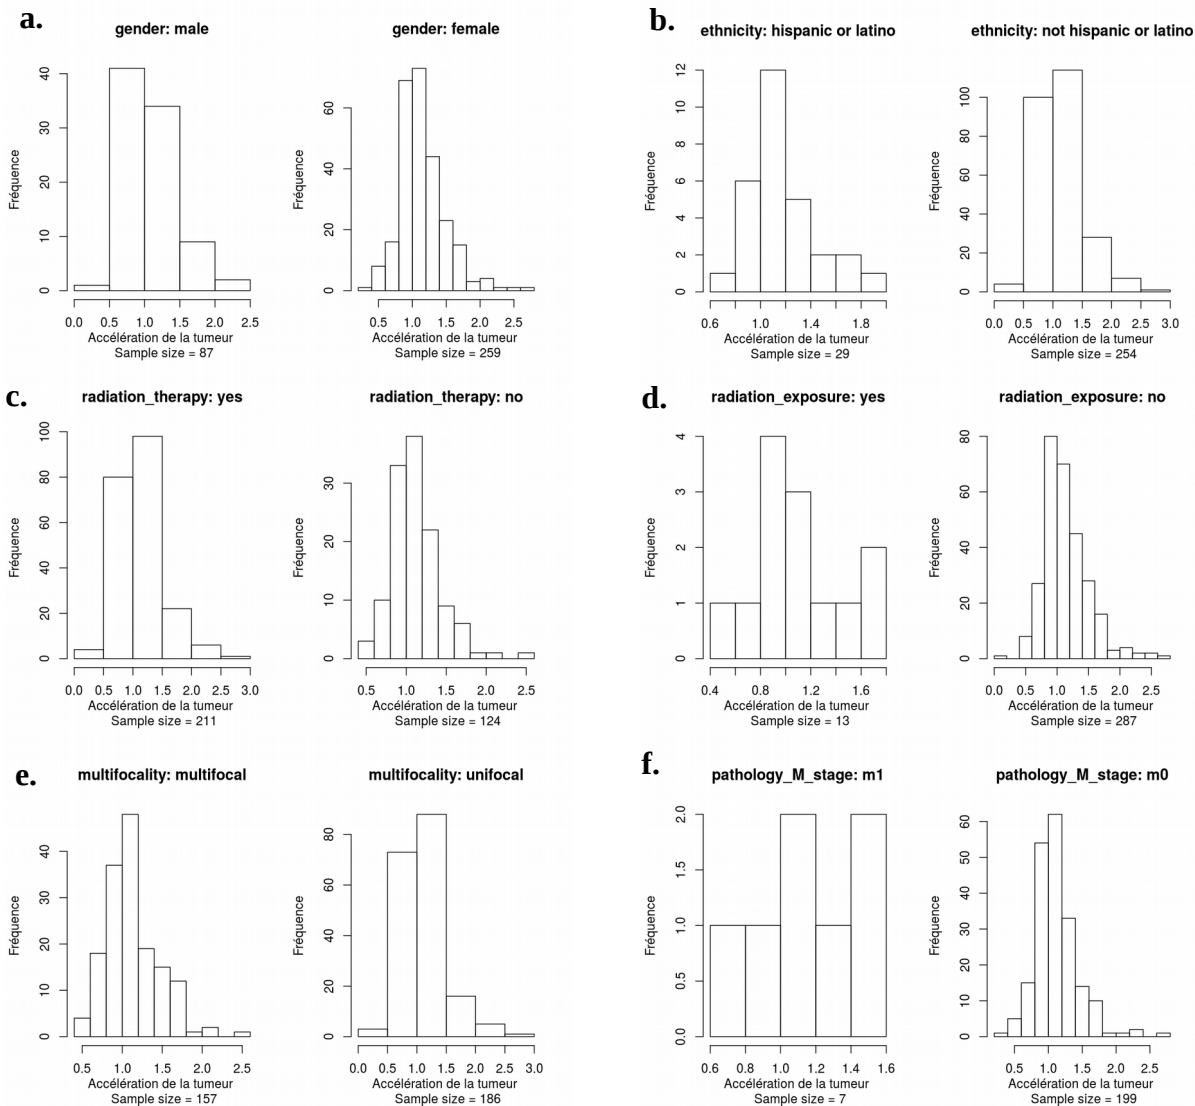 a.
gender: male
Fréquence
0 10 20 30 40
0.0 0.5 1.0 1.5 2.0 2.5
Accélération de la tumeur
Sample size = 87
gender: female
Fréquence
0 20 40 60
0.5 1.0 1.5 2.0 2.5
Accélération de la tumeur
Sample size = 259
b.
ethnicity: hispanic or latino
Fréquence
0 2 4 6 8 10 12
0.6 1.0 1.4 1.8
Accélération de la tumeur
Sample size = 29
ethnicity: not hispanic or latino
Fréquence
0 20 40 60 80 100
0.0 0.5 1.0 1.5 2.0 2.5 3.0
Accélération de la tumeur
Sample size = 254
c.
radiation_therapy: yes
Fréquence
0 20 40 60 80 100
0.0 0.5 1.0 1.5 2.0 2.5 3.0
Accélération de la tumeur
Sample size = 211
radiation_therapy: no
Fréquence
0 10 20 30
0.5 1.0 1.5 2.0 2.5
Accélération de la tumeur
Sample size = 124
d.
radiation_exposure: yes
Fréquence
0 1 2 3 4
0.4 0.8 1.2 1.6
Accélération de la tumeur
Sample size = 13
radiation_exposure: no
Fréquence
0 20 40 60 80
0.0 0.5 1.0 1.5 2.0 2.5
Accélération de la tumeur
Sample size = 287
e.
multifocality: multifocal
Fréquence
0 10 20 30 40
0.5 1.0 1.5 2.0 2.5
Accélération de la tumeur
Sample size = 157
multifocality: unifocal
Fréquence
0 20 40 60 80
0.0 0.5 1.0 1.5 2.0 2.5 3.0
Accélération de la tumeur
Sample size = 186
f.
pathology_M_stage: m1
Fréquence
0.0 0.5 1.0 1.5 2.0
0.6 0.8 1.0 1.2 1.4 1.6
Accélération de la tumeur
Sample size = 7
pathology_M_stage: m0
Fréquence
0 10 20 30 40 50 60
0.5 1.0 1.5 2.0 2.5
Accélération de la tumeur
Sample size = 199